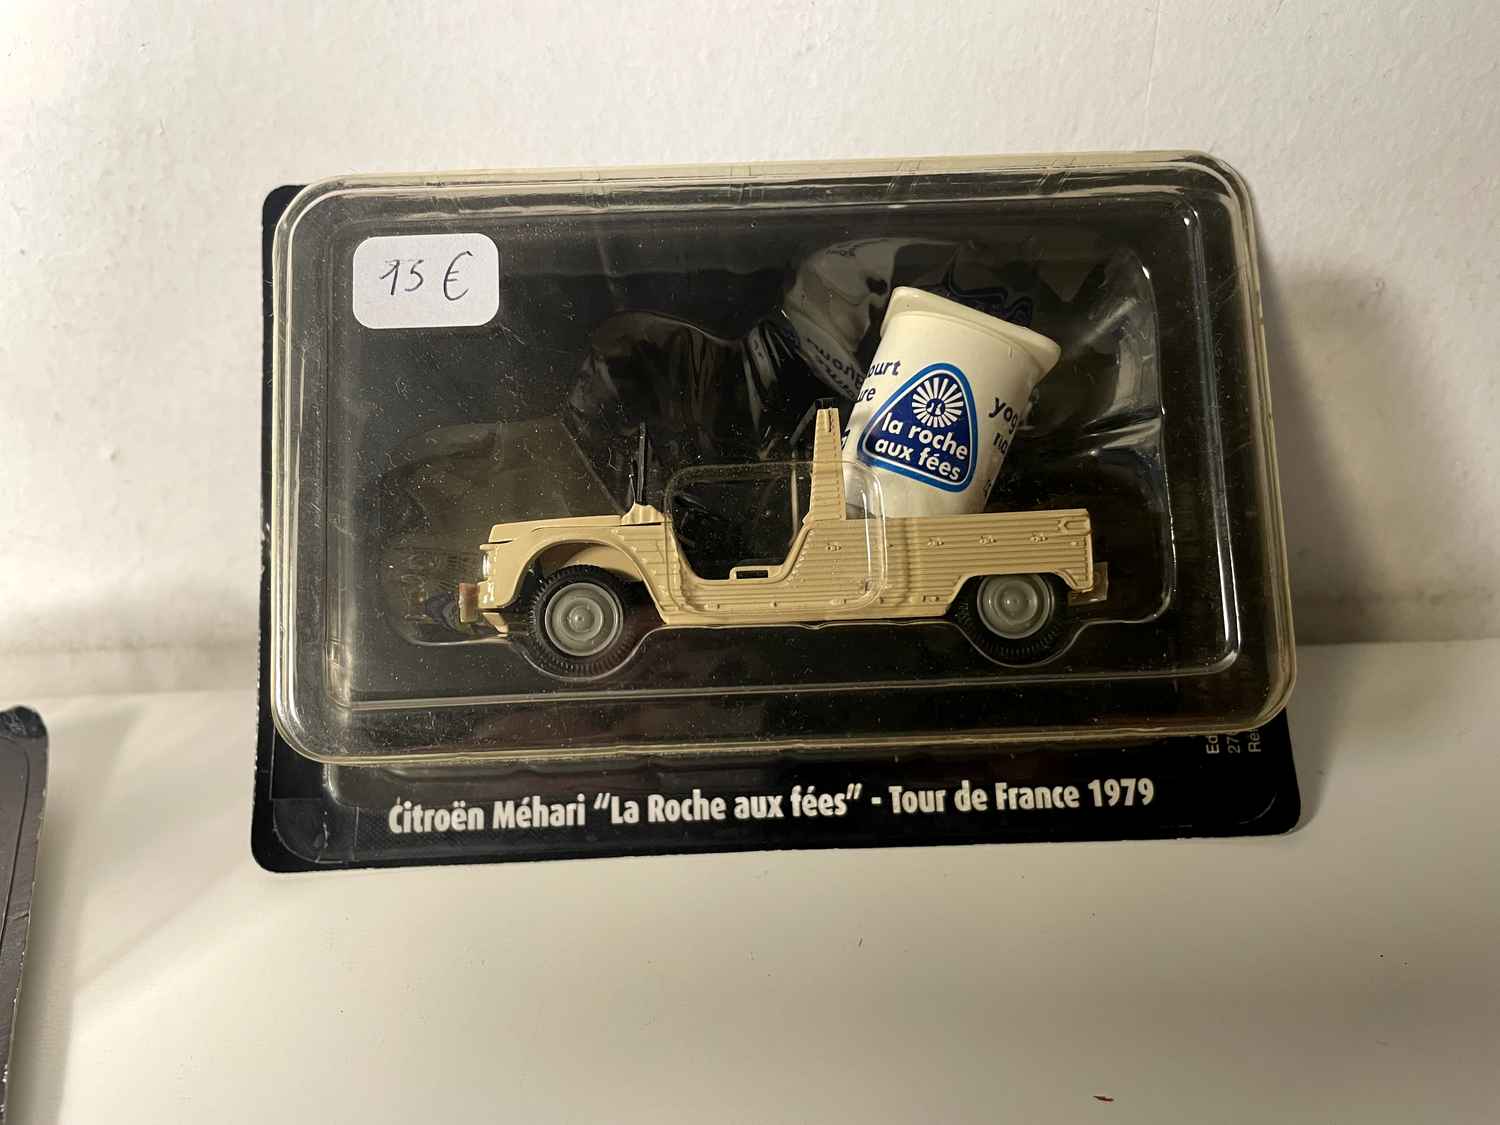 15 €
la roche
aux fées
Citroën Méhari “La Roche aux fées” - Tour de France 1979